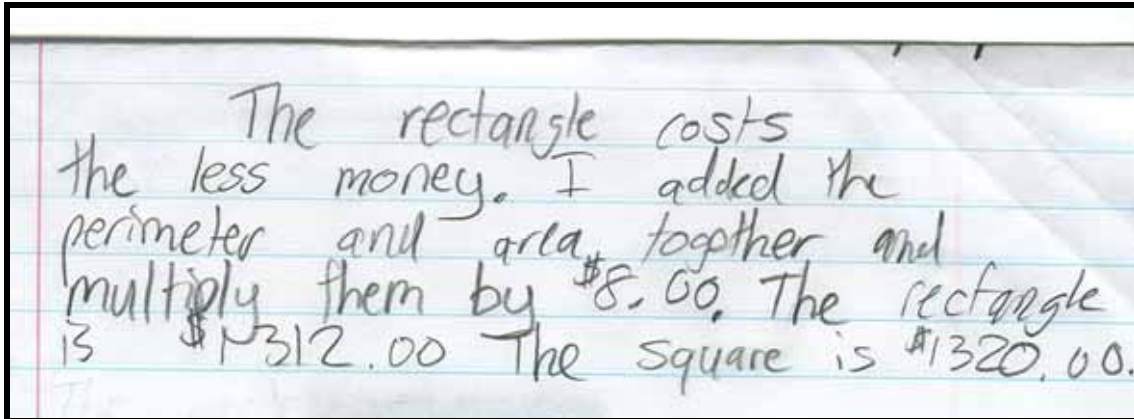 The rectangle costs
the less money. I added the
perimeter and area togather and
multiply them by $8.00. The rectangle
is $1312.00 The square is $1320.00.